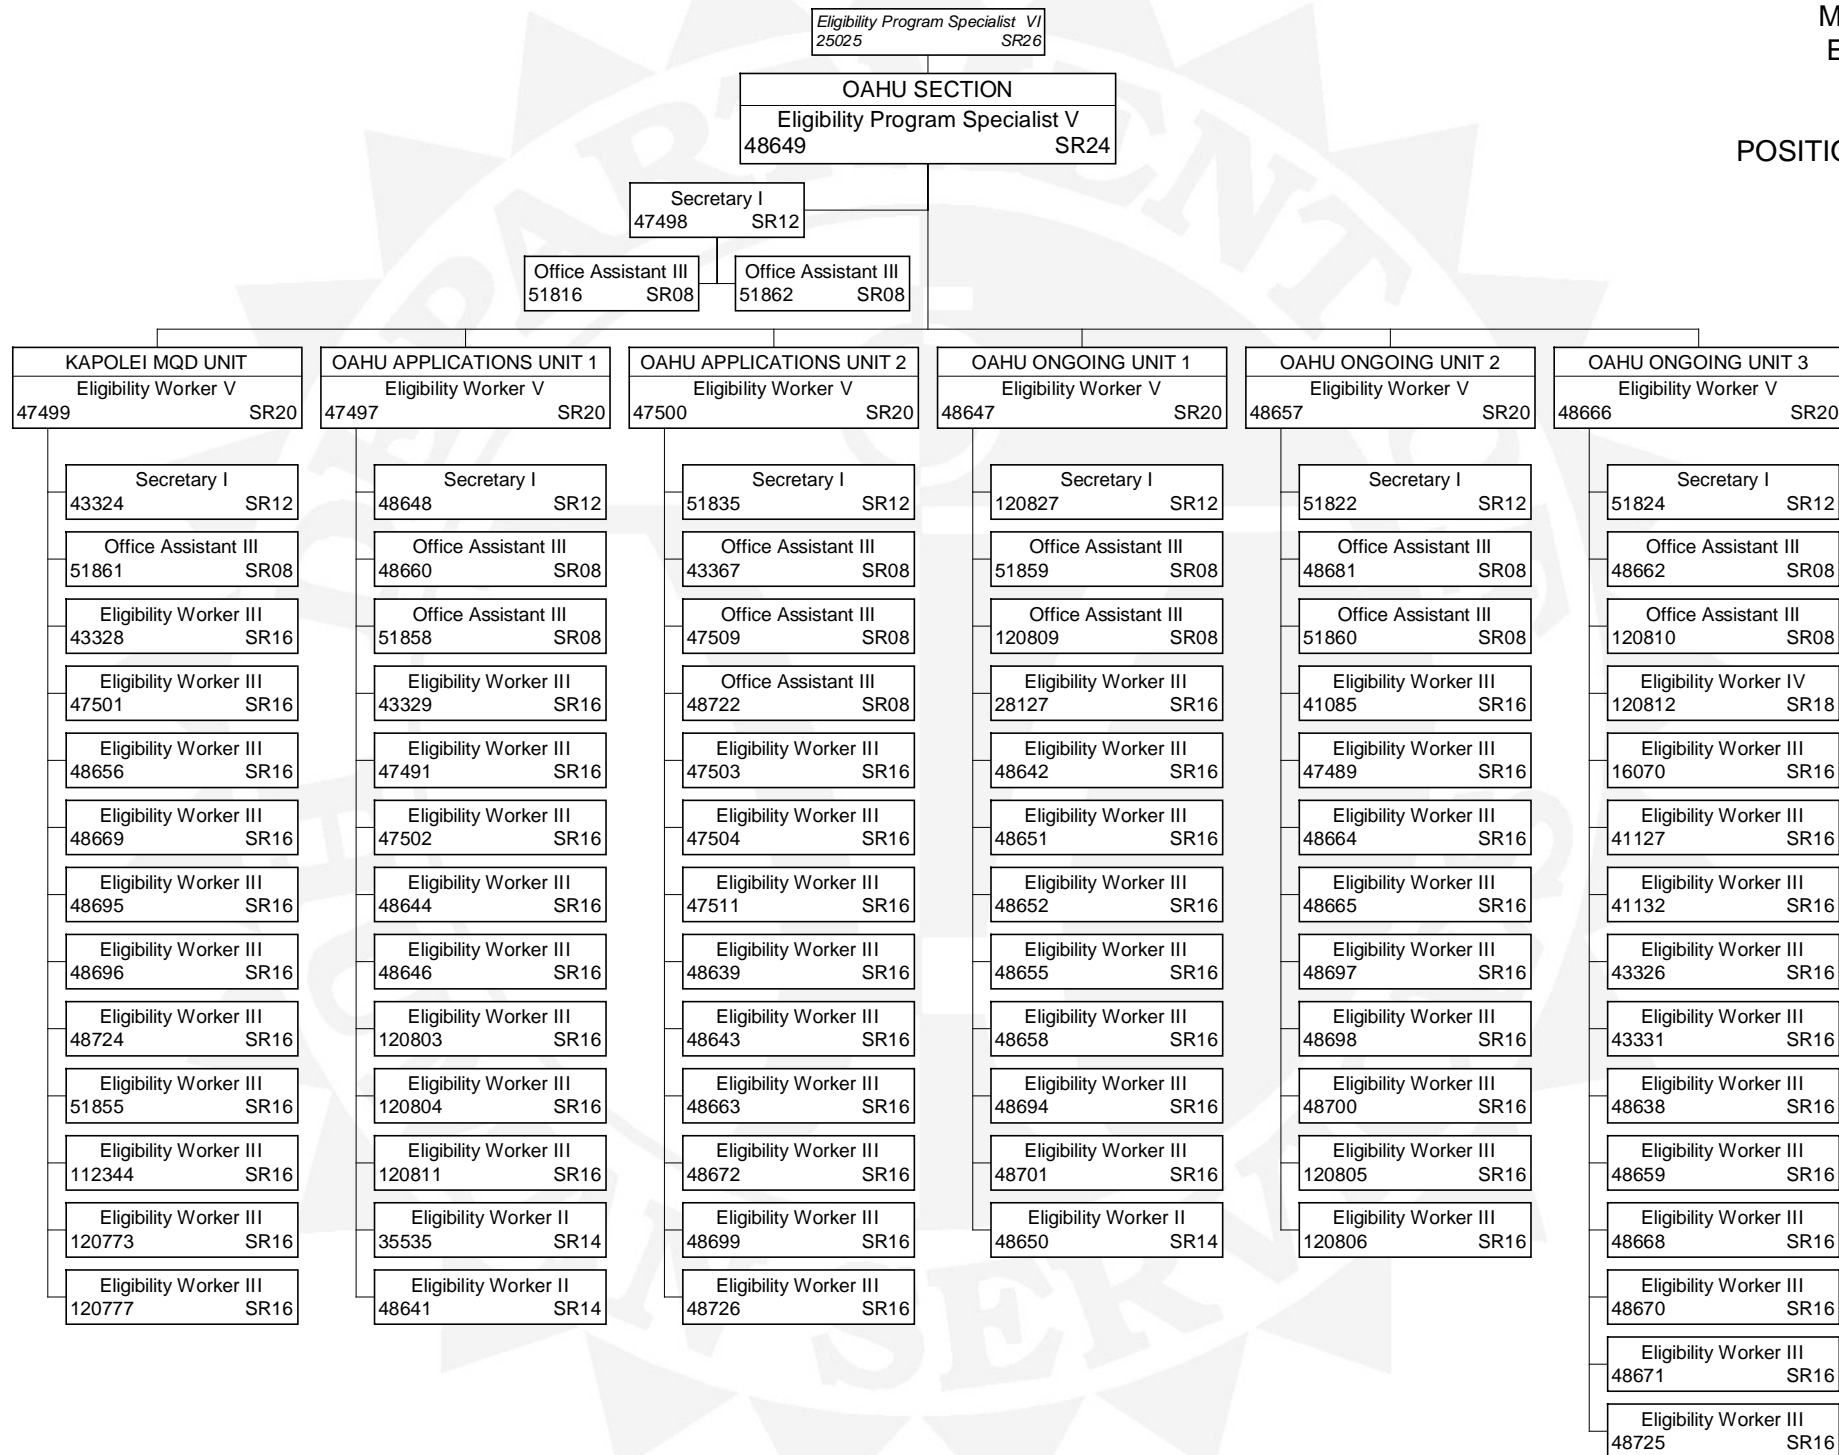 Eligibility Program Specialist VI
25025 SR26
OAHU SECTION
Eligibility Program Specialist V
48649 SR24
POSITIO
Secretary I
47498 SR12
Office Assistant III
51816 SR08
Office Assistant III
51862 SR08
KAPOLEI MQD UNIT
Eligibility Worker V
47499 SR20
Secretary I
43324 SR12
Office Assistant III
51861 SR08
Eligibility Worker III
43328 SR16
Eligibility Worker III
47501 SR16
Eligibility Worker III
48656 SR16
Eligibility Worker III
48669 SR16
Eligibility Worker III
48695 SR16
Eligibility Worker III
48696 SR16
Eligibility Worker III
48724 SR16
Eligibility Worker III
51855 SR16
Eligibility Worker III
112344 SR16
Eligibility Worker III
120773 SR16
Eligibility Worker III
120777 SR16
OAHU APPLICATIONS UNIT 1
Eligibility Worker V
47497 SR20
Secretary I
48648 SR12
Office Assistant III
48660 SR08
Office Assistant III
51858 SR08
Eligibility Worker III
43329 SR16
Eligibility Worker III
47491 SR16
Eligibility Worker III
47502 SR16
Eligibility Worker III
48644 SR16
Eligibility Worker III
48646 SR16
Eligibility Worker III
120803 SR16
Eligibility Worker III
120804 SR16
Eligibility Worker III
120811 SR16
Eligibility Worker II
35535 SR14
Eligibility Worker II
48641 SR14
OAHU APPLICATIONS UNIT 2
Eligibility Worker V
47500 SR20
Secretary I
51835 SR12
Office Assistant III
43367 SR08
Office Assistant III
47509 SR08
Office Assistant III
48722 SR08
Eligibility Worker III
47503 SR16
Eligibility Worker III
47504 SR16
Eligibility Worker III
47511 SR16
Eligibility Worker III
48639 SR16
Eligibility Worker III
48643 SR16
Eligibility Worker III
48663 SR16
Eligibility Worker III
48672 SR16
Eligibility Worker III
48699 SR16
Eligibility Worker III
48726 SR16
OAHU ONGOING UNIT 1
Eligibility Worker V
48647 SR20
Secretary I
120827 SR12
Office Assistant III
51859 SR08
Office Assistant III
120809 SR08
Eligibility Worker III
28127 SR16
Eligibility Worker III
48642 SR16
Eligibility Worker III
48651 SR16
Eligibility Worker III
48652 SR16
Eligibility Worker III
48655 SR16
Eligibility Worker III
48658 SR16
Eligibility Worker III
48694 SR16
Eligibility Worker III
48701 SR16
Eligibility Worker II
48650 SR14
OAHU ONGOING UNIT 2
Eligibility Worker V
48657 SR20
Secretary I
51822 SR12
Office Assistant III
48681 SR08
Office Assistant III
51860 SR08
Eligibility Worker III
41085 SR16
Eligibility Worker III
47489 SR16
Eligibility Worker III
48664 SR16
Eligibility Worker III
48665 SR16
Eligibility Worker III
48697 SR16
Eligibility Worker III
48698 SR16
Eligibility Worker III
48700 SR16
Eligibility Worker III
120805 SR16
Eligibility Worker III
120806 SR16
OAHU ONGOING UNIT 3
Eligibility Worker V
48666 SR20
Secretary I
51824 SR12
Office Assistant III
48662 SR08
Office Assistant III
120810 SR08
Eligibility Worker IV
120812 SR18
Eligibility Worker III
16070 SR16
Eligibility Worker III
41127 SR16
Eligibility Worker III
41132 SR16
Eligibility Worker III
43326 SR16
Eligibility Worker III
43331 SR16
Eligibility Worker III
48638 SR16
Eligibility Worker III
48659 SR16
Eligibility Worker III
48668 SR16
Eligibility Worker III
48670 SR16
Eligibility Worker III
48671 SR16
Eligibility Worker III
48725 SR16